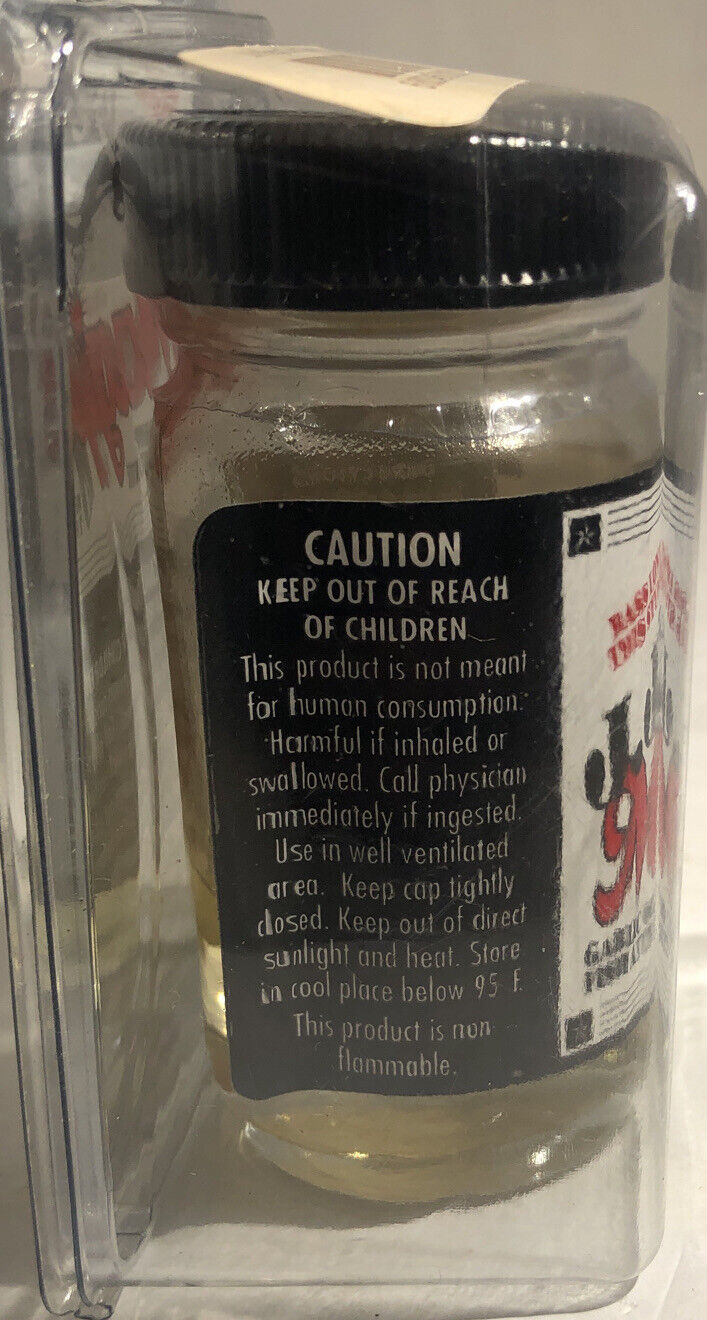 CAUTION
KEEP OUT OF REACH
OF CHILDREN
This product is not meant
for human consumption.
Harmful if inhaled or
swallowed. Call physician
immediately if ingested.
Use in well ventilated
area. Keep cap tightly
closed. Keep out of direct
sunlight and heat. Store
in cool place below 95 F.
This product is non
flammable.